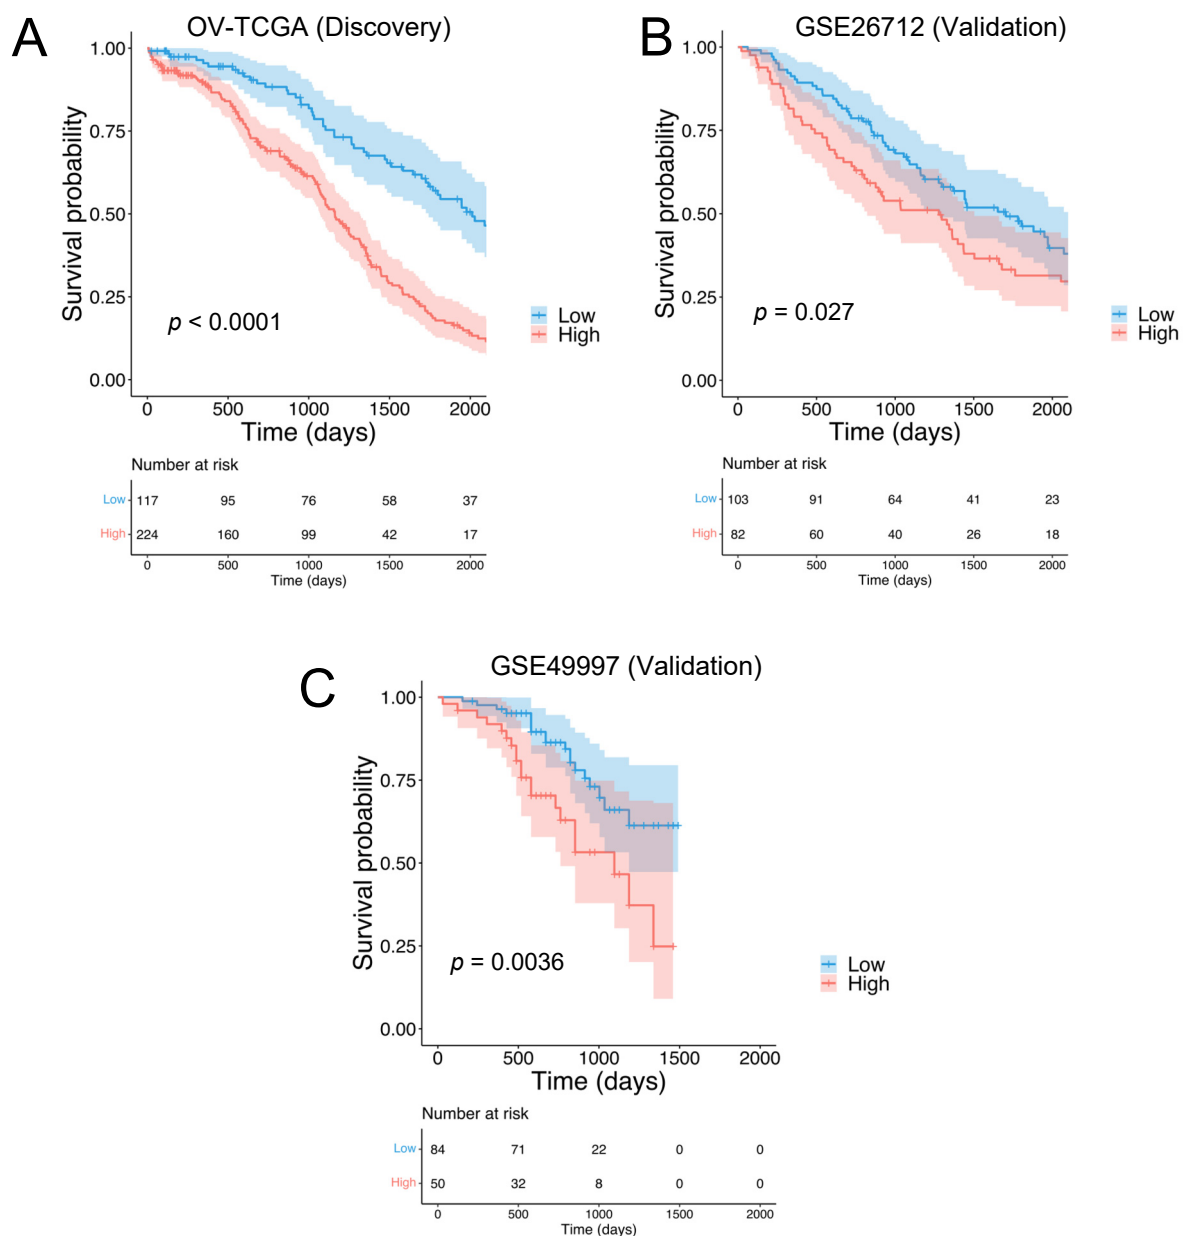 A
OV-TCGA (Discovery)
Survival probability
1.00
0.75
0.50
0.25
0.00
p < 0.0001
0 500 1000 1500 2000
Time (days)
Low
High
Number at risk
Low 117 95 76 58 37
High 224 160 99 42 17
0 500 1000 1500 2000
Time (days)
B
GSE26712 (Validation)
Survival probability
1.00
0.75
0.50
0.25
0.00
p = 0.027
0 500 1000 1500 2000
Time (days)
Low
High
Number at risk
Low 103 91 64 41 23
High 82 60 40 26 18
0 500 1000 1500 2000
Time (days)
C
GSE49997 (Validation)
Survival probability
1.00
0.75
0.50
0.25
0.00
p = 0.0036
0 500 1000 1500 2000
Time (days)
Low
High
Number at risk
Low 84 71 22 0 0
High 50 32 8 0 0
0 500 1000 1500 2000
Time (days)